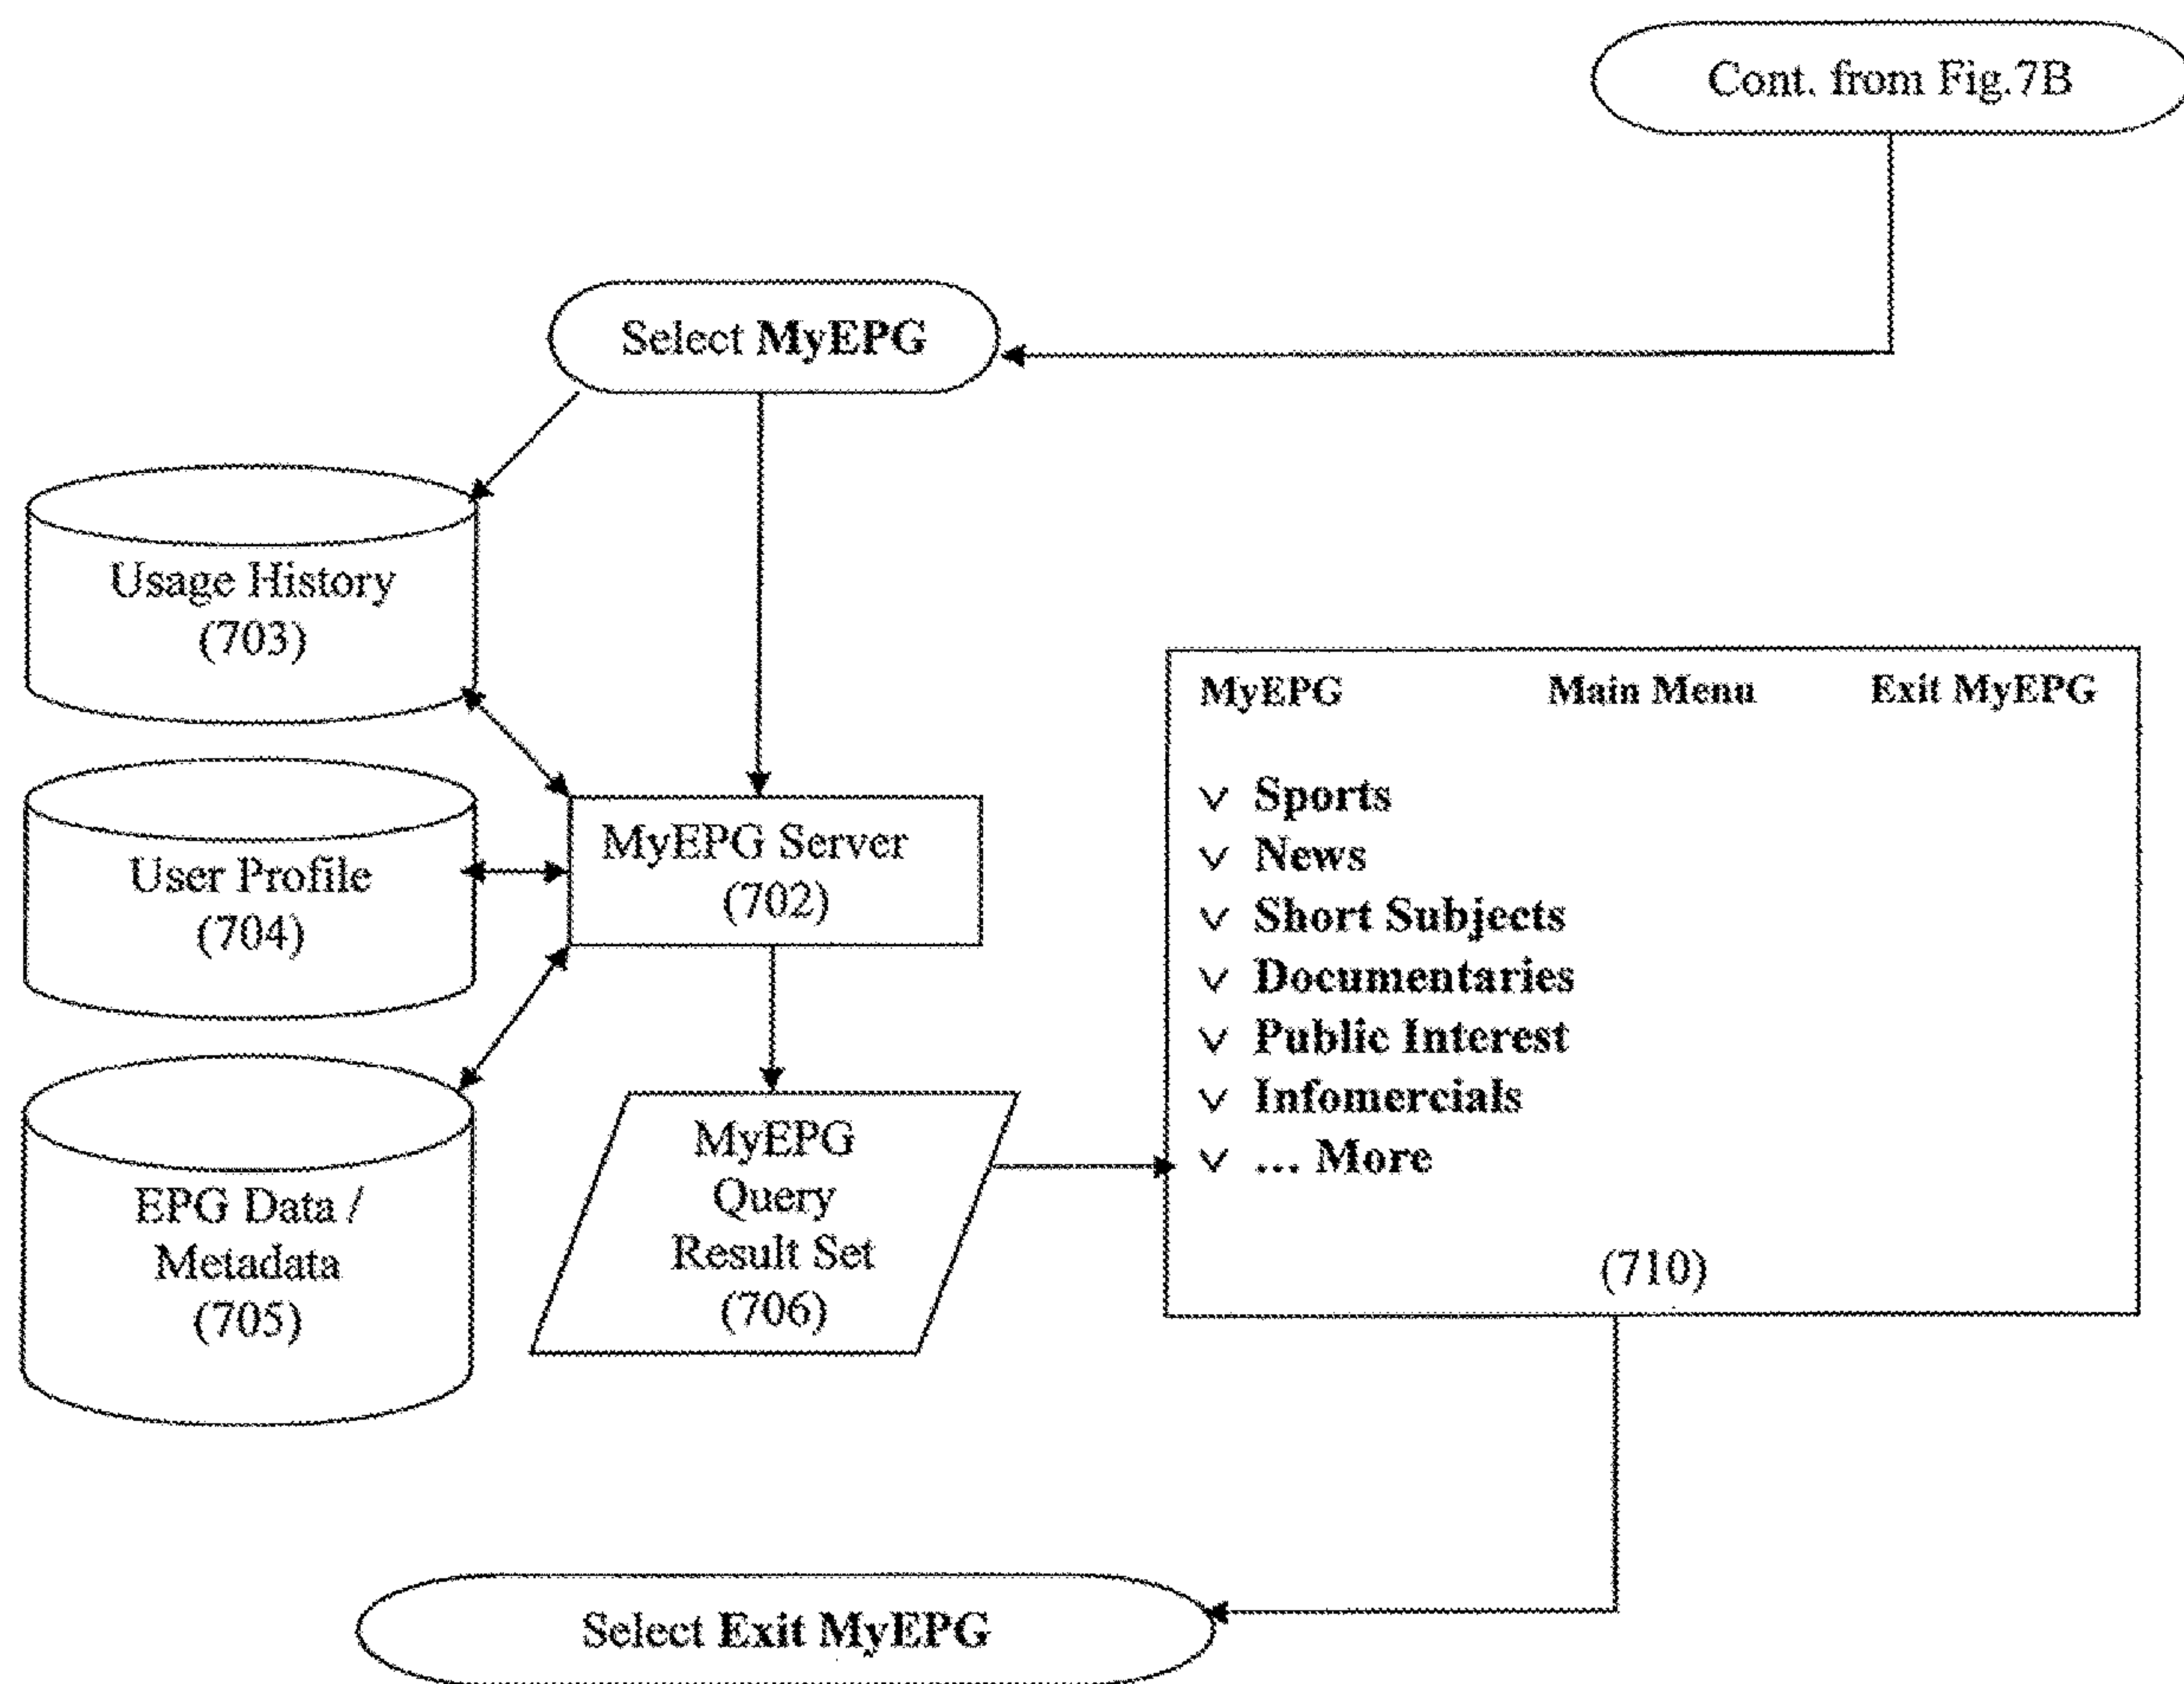 Cont. from Fig.7B
Select MyEPG
Usage History
(703)
User Profile
(704)
EPG Data /
Metadata
(705)
MyEPG Server
(702)
MyEPG
Query
Result Set
(706)
MyEPG Main Menu Exit MyEPG
∨ Sports
∨ News
∨ Short Subjects
∨ Documentaries
∨ Public Interest
∨ Infomercials
∨ ... More
(710)
Select Exit MyEPG